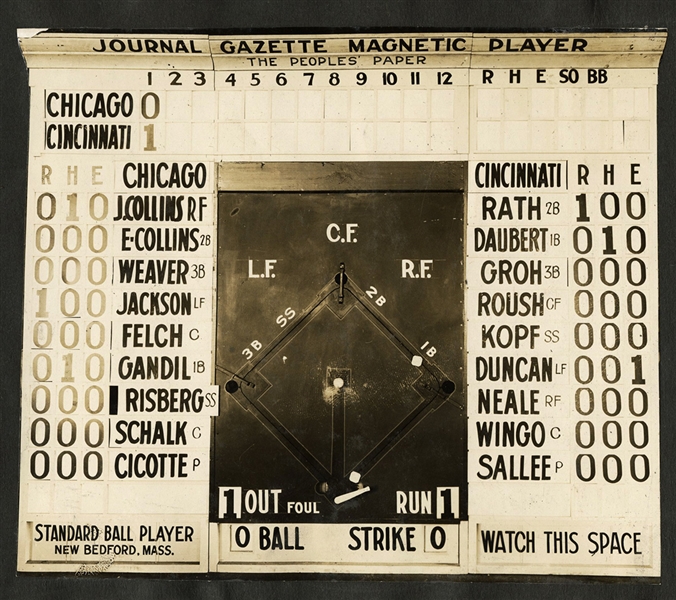 JOURNAL GAZETTE MAGNETIC PLAYER
THE PEOPLES' PAPER
1 2 3 4 5 6 7 8 9 10 11 12 R H E SO BB
CHICAGO 0
CINCINNATI 1
R H E CHICAGO
0 1 0 J.COLLINS RF
0 0 0 E·COLLINS 2B
0 0 0 WEAVER 3B
1 0 0 JACKSON LF
0 0 0 FELCH C
0 1 0 GANDIL 1B
0 0 0 RISBERG SS
0 0 0 SCHALK C
0 0 0 CICOTTE P
C.F.
L.F. R.F.
SS 2B
3B 1B
1 OUT FOUL RUN 1
0 BALL STRIKE 0
CINCINNATI R H E
RATH 2B 1 0 0
DAUBERT 1B 0 1 0
GROH 3B 0 0 0
ROUSH CF 0 0 0
KOPF SS 0 0 0
DUNCAN LF 0 0 1
NEALE RF 0 0 0
WINGO C 0 0 0
SALLEE P 0 0 0
STANDARD BALL PLAYER
NEW BEDFORD, MASS.
WATCH THIS SPACE